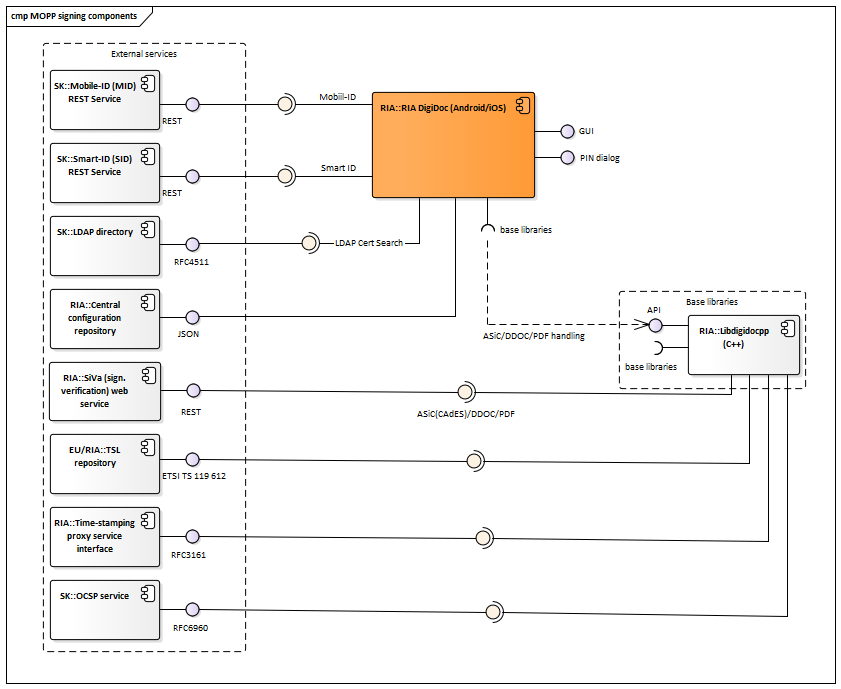 cmp MOPP signing components
External services
SK::Mobile-ID (MID)
REST Service
REST
Mobiil-ID
RIA::RIA DigiDoc (Android/iOS)
GUI
PIN dialog
SK::Smart-ID (SID)
REST Service
REST
Smart ID
SK::LDAP directory
RFC4511
LDAP Cert Search
base libraries
RIA::Central
configuration
repository
JSON
ASiC/DDOC/PDF handling
Base libraries
API
RIA::Libdigidocpp
(C++)
base libraries
RIA::SiVa (sign.
verification) web
service
REST
ASiC(CAdES)/DDOC/PDF
EU/RIA::TSL
repository
ETSI TS 119 612
RIA::Time-stamping
proxy service
interface
RFC3161
SK::OCSP service
RFC6960